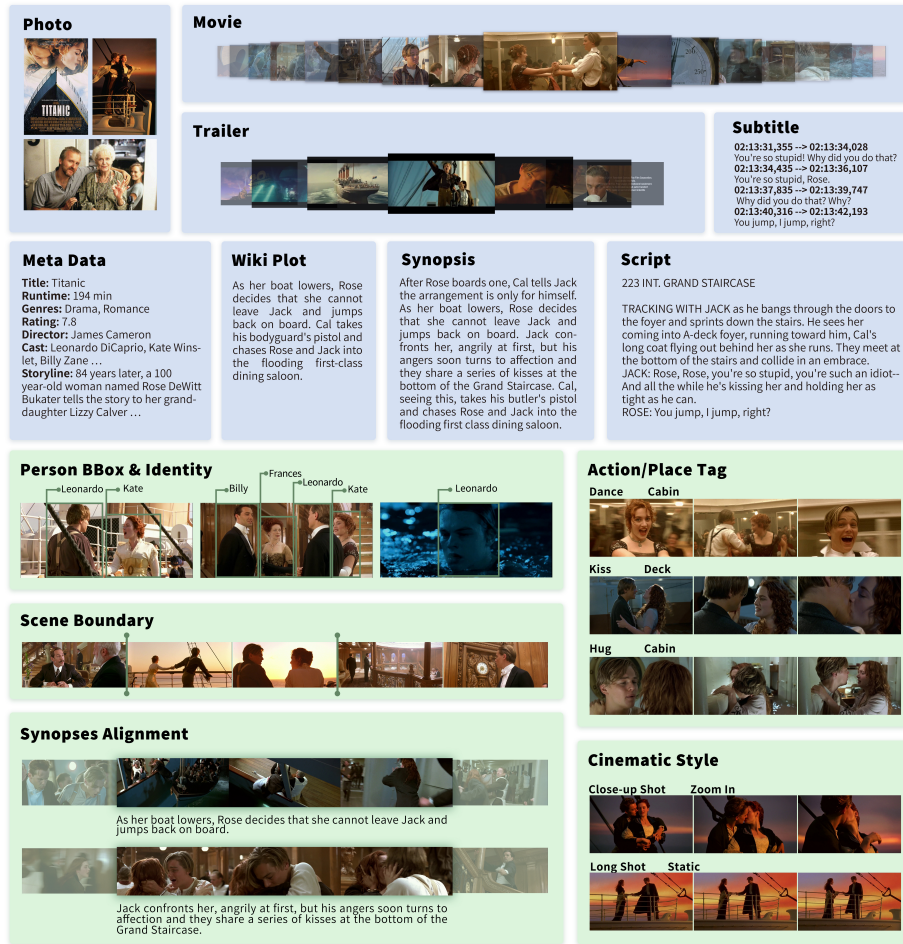 Photo
TITANIC
Movie
Trailer
Subtitle
02:13:31,355 --> 02:13:34,028
You're so stupid! Why did you do that?
02:13:34,435 --> 02:13:36,107
You're so stupid, Rose.
02:13:37,835 --> 02:13:39,747
Why did you do that? Why?
02:13:40,316 --> 02:13:42,193
You jump, I jump, right?
Meta Data
Title: Titanic
Runtime: 194 min
Genres: Drama, Romance
Rating: 7.8
Director: James Cameron
Cast: Leonardo DiCaprio, Kate Wins-
let, Billy Zane ...
Storyline: 84 years later, a 100
year-old woman named Rose DeWitt
Bukater tells the story to her grand-
daughter Lizzy Calver ...
Wiki Plot
As her boat lowers, Rose
decides that she cannot
leave Jack and jumps
back on board. Cal takes
his bodyguard's pistol and
chases Rose and Jack into
the flooding first-class
dining saloon.
Synopsis
After Rose boards one, Cal tells Jack
the arrangement is only for himself.
As her boat lowers, Rose decides
that she cannot leave Jack and
jumps back on board. Jack con-
fronts her, angrily at first, but his
angers soon turns to affection and
they share a series of kisses at the
bottom of the Grand Staircase. Cal,
seeing this, takes his butler's pistol
and chases Rose and Jack into the
flooding first class dining saloon.
Script
223 INT. GRAND STAIRCASE
TRACKING WITH JACK as he bangs through the doors to
the foyer and sprints down the stairs. He sees her
coming into A-deck foyer, running toward him, Cal's
long coat flying out behind her as she runs. They meet at
the bottom of the stairs and collide in an embrace.
JACK: Rose, Rose, you're so stupid, you're such an idiot--
And all the while he's kissing her and holding her as
tight as he can.
ROSE: You jump, I jump, right?
Person BBox & Identity
Leonardo
Kate
Billy
Frances
Leonardo
Kate
Leonardo
Scene Boundary
Synopses Alignment
As her boat lowers, Rose decides that she cannot leave Jack and
jumps back on board.
Jack confronts her, angrily at first, but his angers soon turns to
affection and they share a series of kisses at the bottom of the
Grand Staircase.
Action/Place Tag
Dance Cabin
Kiss Deck
Hug Cabin
Cinematic Style
Close-up Shot Zoom In
Long Shot Static